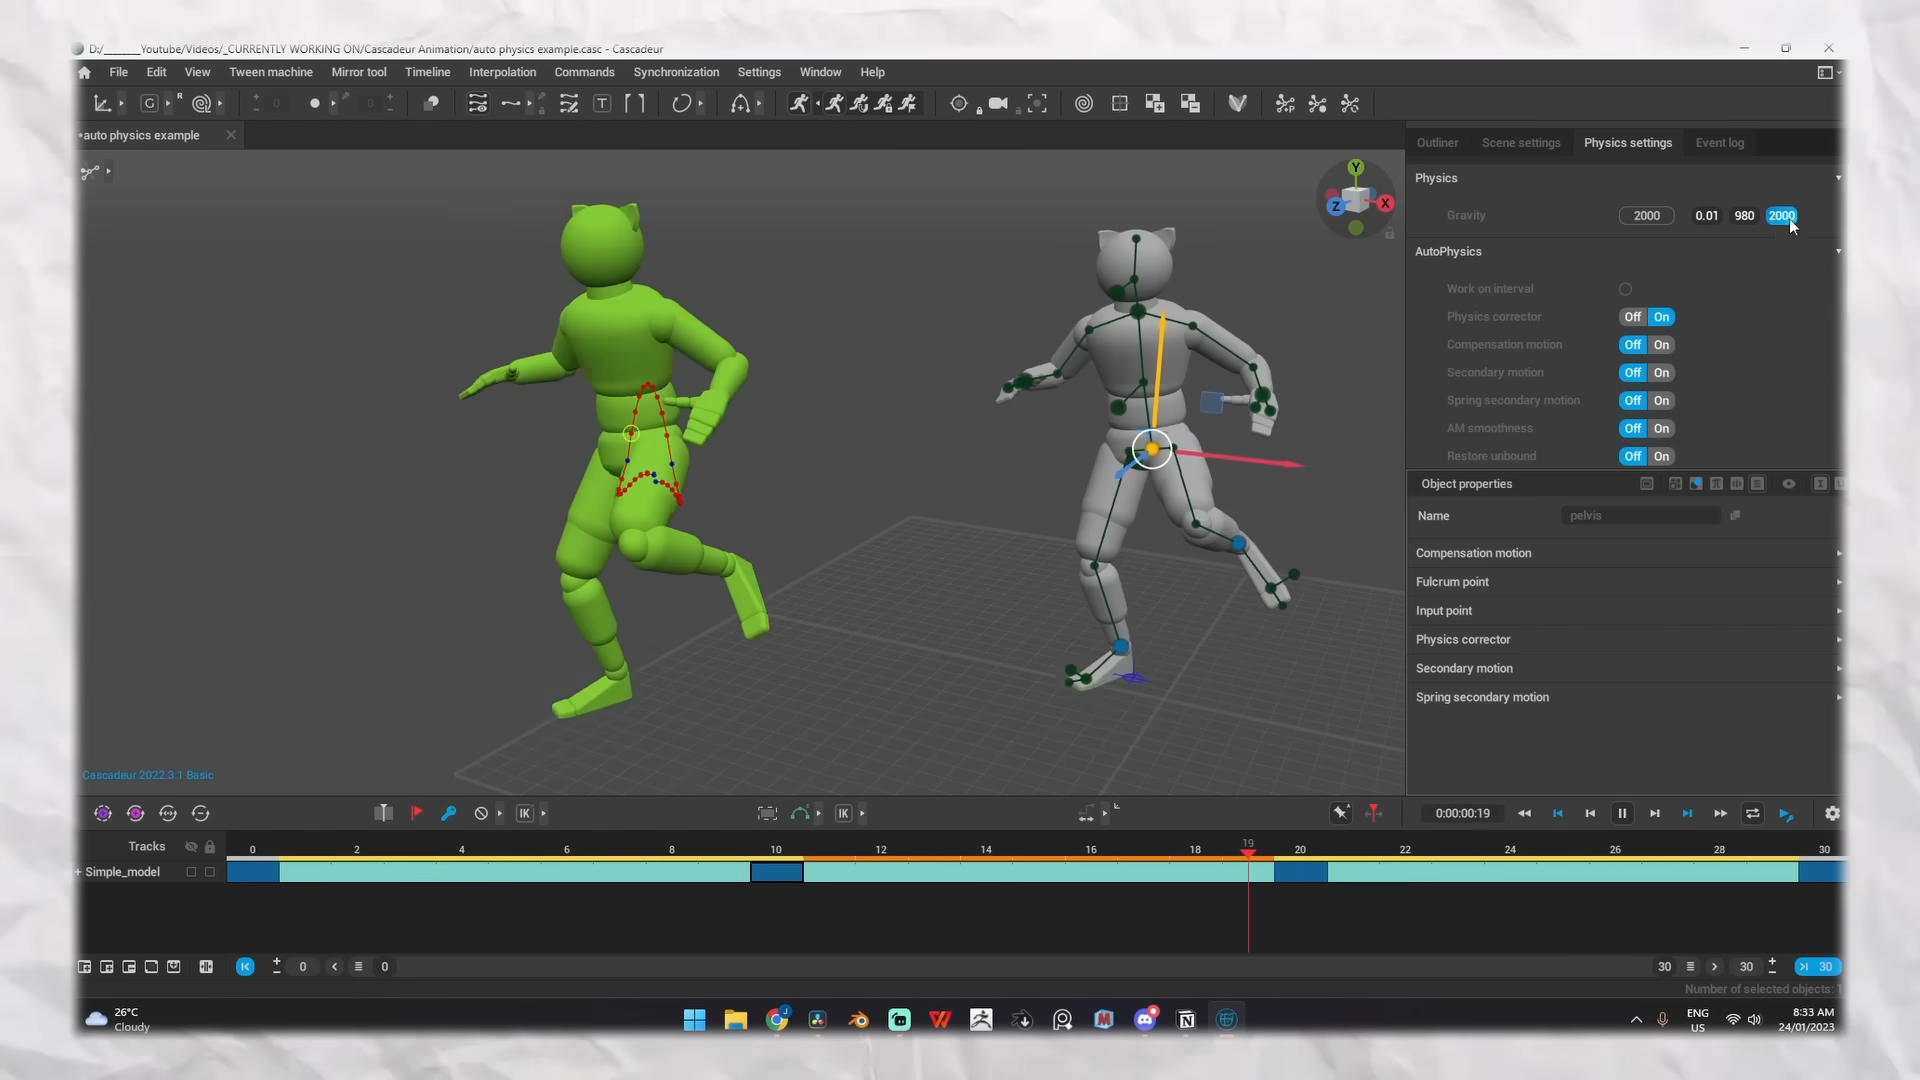 D:/______Youtube/Videos/_CURRENTLY WORKING ON/Cascadeur Animation/auto physics example.casc - Cascadeur
File Edit View Tween machine Mirror tool Timeline Interpolation Commands Synchronization Settings Window Help
G R 0 0 T
*auto physics example
Outliner Scene settings Physics settings Event log
Physics
Gravity 2000 0.01 980 2000
AutoPhysics
Work on interval
Physics corrector Off On
Compensation motion Off On
Secondary motion Off On
Spring secondary motion Off On
AM smoothness Off On
Restore unbound Off On
Y
Z X
Object properties
Name pelvis
Compensation motion
Fulcrum point
Input point
Physics corrector
Secondary motion
Spring secondary motion
Cascadeur 2022.3.1 Basic
IK IK 0:00:00:19
Tracks 0 2 4 6 8 10 12 14 16 18 19 20 22 24 26 28 30
+ Simple_model
0 0 30 30 30
Number of selected objects: 1
26°C
Cloudy
ENG
US
8:33 AM
24/01/2023